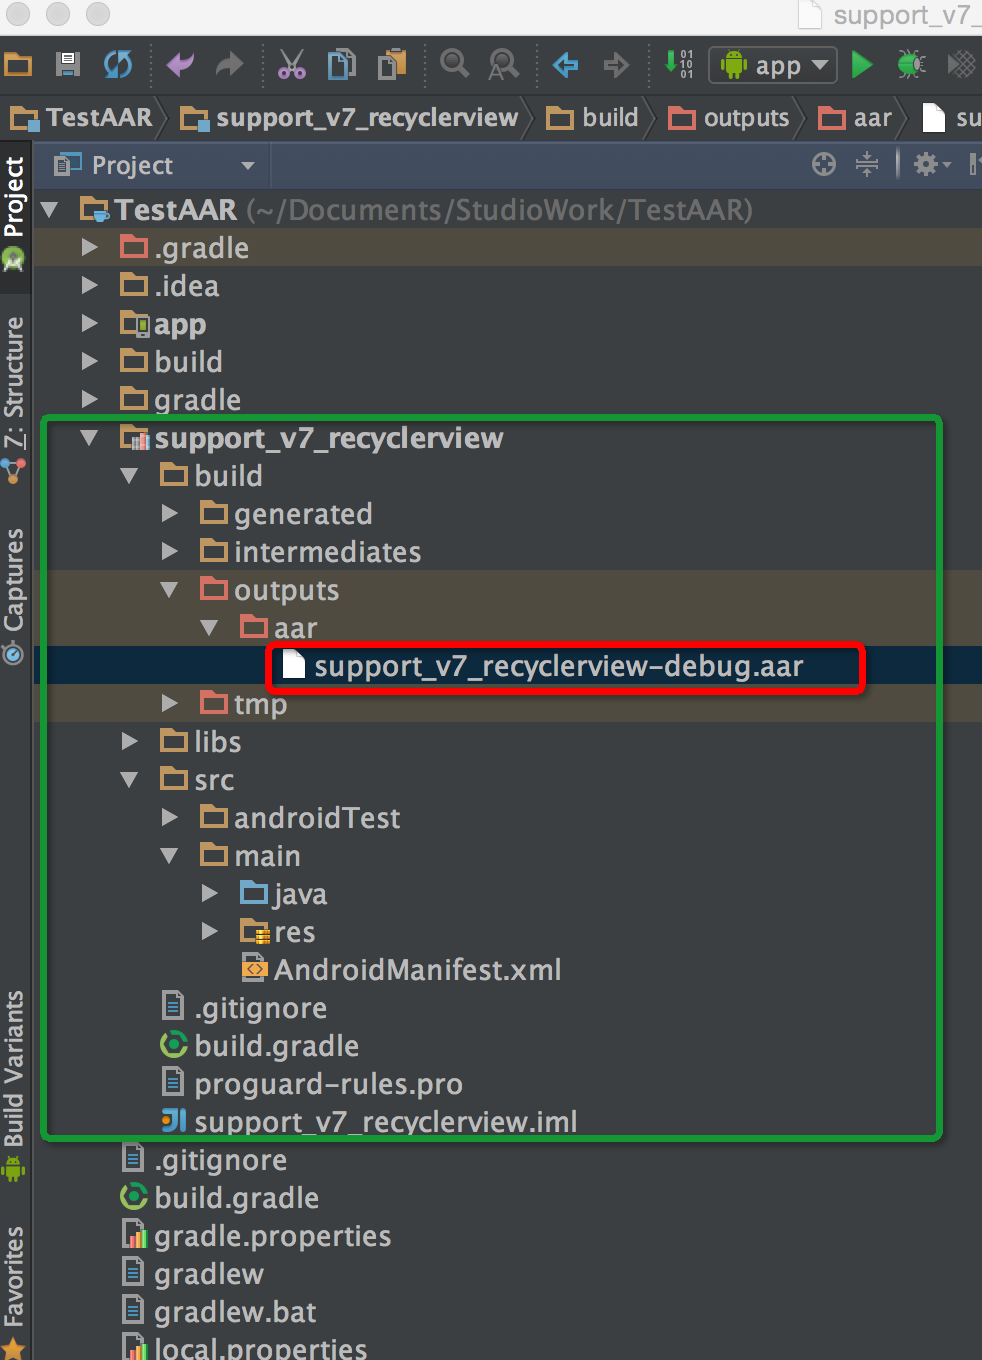 support_v7_
01
10
01
app
TestAAR
support_v7_recyclerview
build
outputs
aar
su
Project
Project
TestAAR (~/Documents/StudioWork/TestAAR)
.gradle
.idea
app
build
gradle
Z: Structure
support_v7_recyclerview
build
generated
intermediates
Captures
outputs
aar
support_v7_recyclerview-debug.aar
tmp
libs
src
androidTest
main
java
res
AndroidManifest.xml
Build Variants
.gitignore
build.gradle
proguard-rules.pro
support_v7_recyclerview.iml
.gitignore
build.gradle
Favorites
gradle.properties
gradlew
gradlew.bat
local.properties